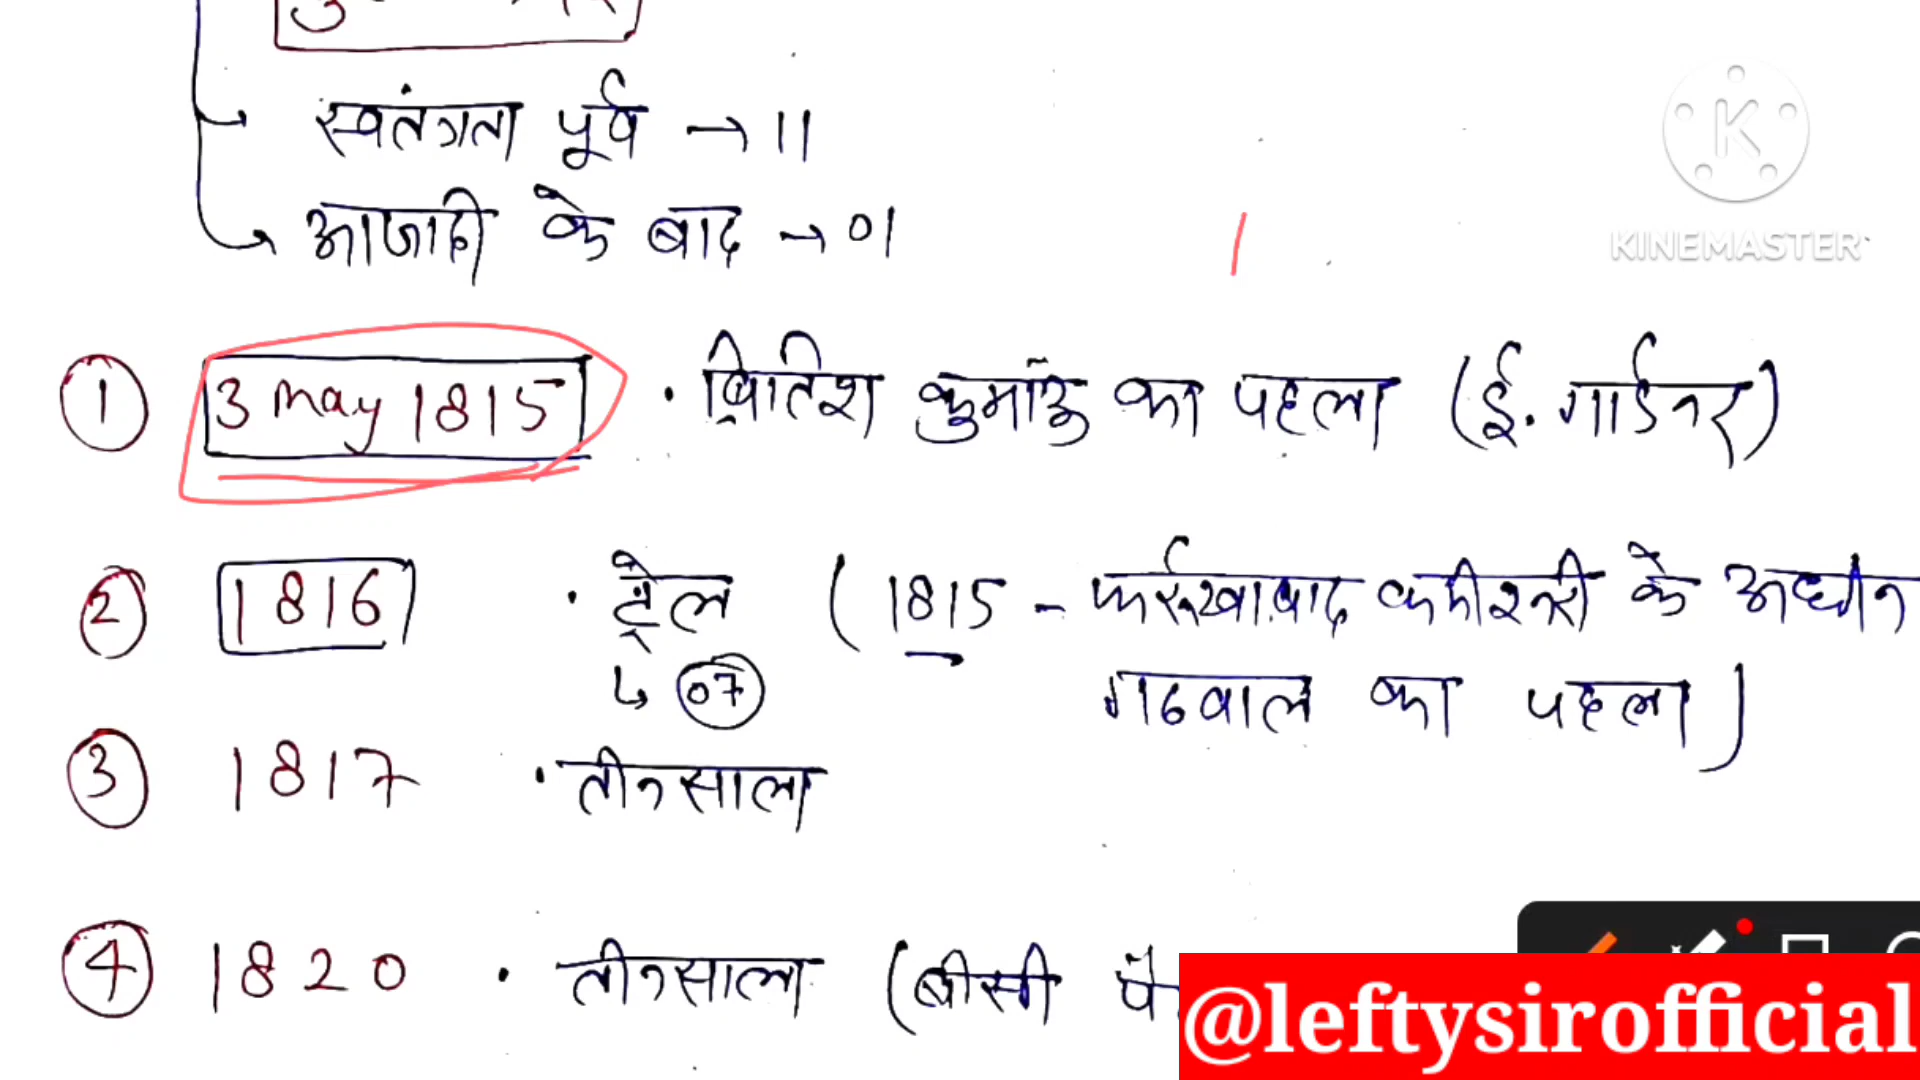 स्वतंत्रता पूर्व → 11
आजादी के बाद → 01
KINEMASTER
① 3 may 1815 · ब्रितिश कुमाऊँ का पहला (ई. गार्डनर)
② 1816 · ट्रेल (1815 - फर्रूखाबाद कमीश्नरी के अधीन
↳ 07 गढवाल का पहला)
③ 1817 · तीनसाला
④ 1820 · तीनसाला (बीसी
@leftysirofficial